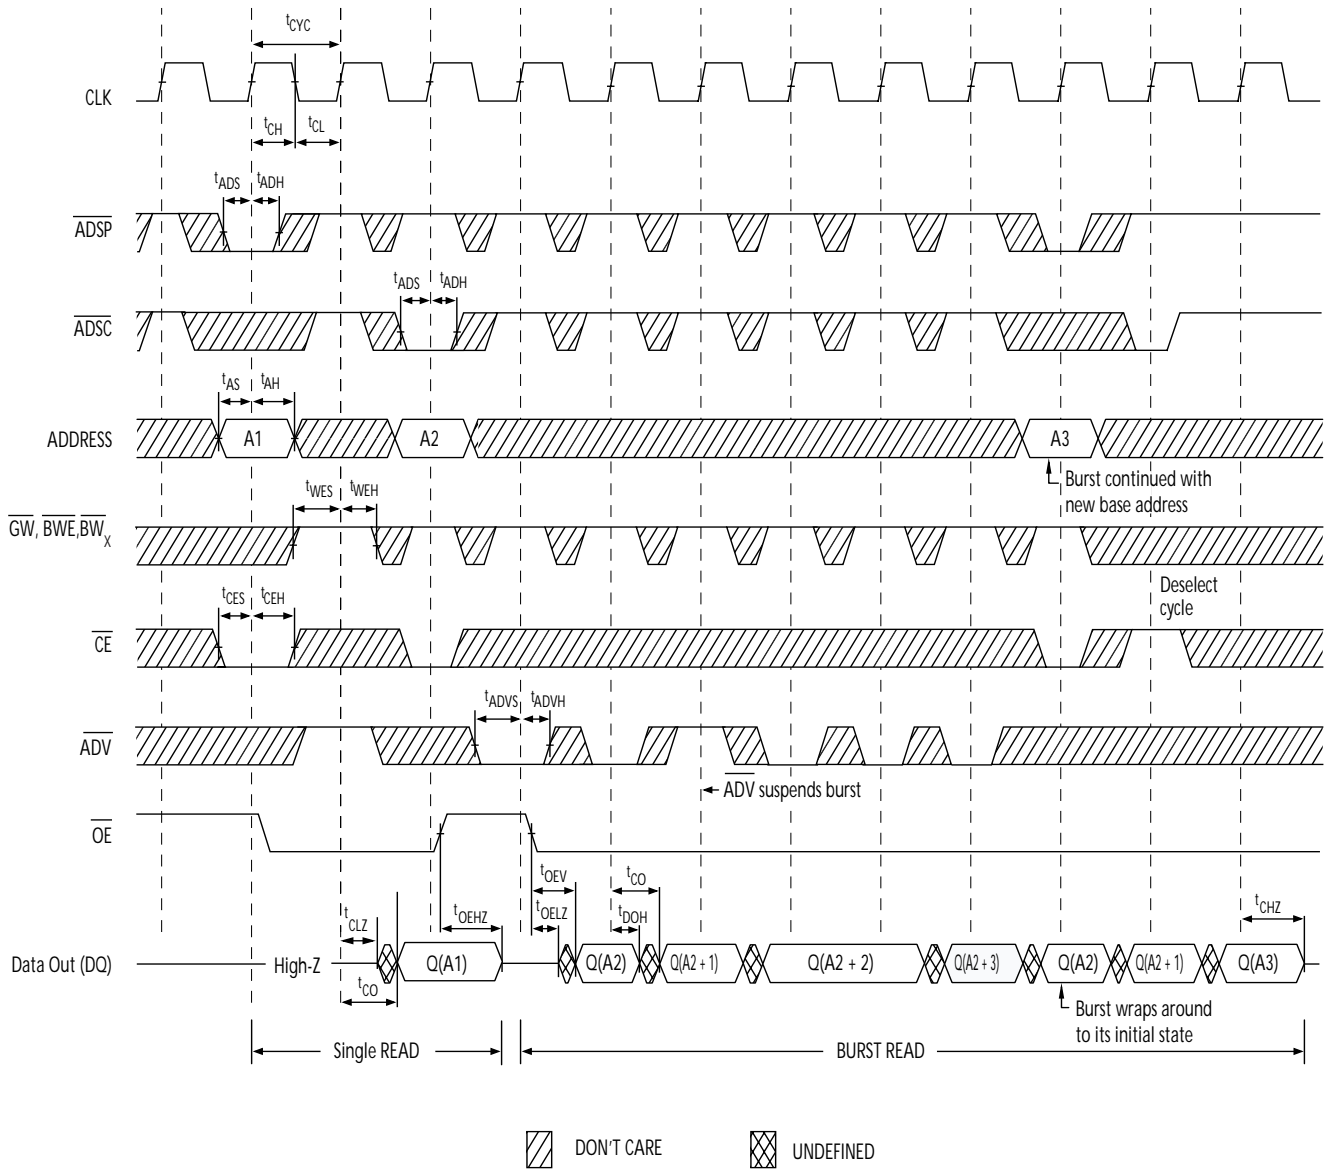 tCYC
CLK
tCH
tCL
tADS
tADH
ADSP
tADS
tADH
ADSC
tAS
tAH
ADDRESS
A1
A2
A3
Burst continued with
new base address
tWES
tWEH
GW, BWE,BWX
Deselect
cycle
tCES
tCEH
CE
tADVS
tADVH
ADV
ADV suspends burst
OE
tOEV
tCO
tCLZ
tOEHZ
tOELZ
tDOH
tCHZ
Data Out (DQ)
High-Z
Q(A1)
Q(A2)
Q(A2 + 1)
Q(A2 + 2)
Q(A2 + 3)
Q(A2)
Q(A2 + 1)
Q(A3)
tCO
Burst wraps around
to its initial state
Single READ
BURST READ
DON'T CARE
UNDEFINED